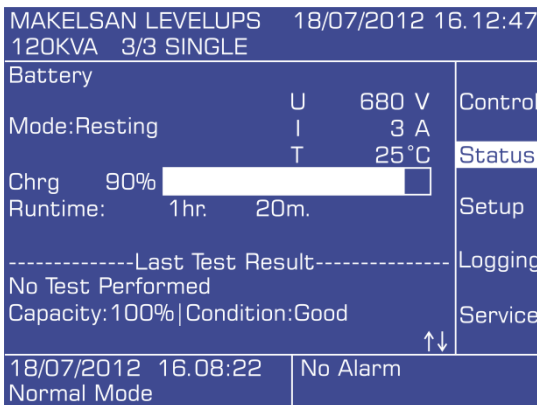 MAKELSAN LEVELUPS 18/07/2012 16.12:47
120KVA 3/3 SINGLE
Battery
U 680 V
Control
Mode:Resting
I 3 A
T 25°C
Status
Chrg 90%
Runtime: 1hr. 20m.
Setup
--------------Last Test Result---------------
Logging
No Test Performed
Capacity:100%|Condition:Good
Service
↑↓
18/07/2012 16.08:22
No Alarm
Normal Mode